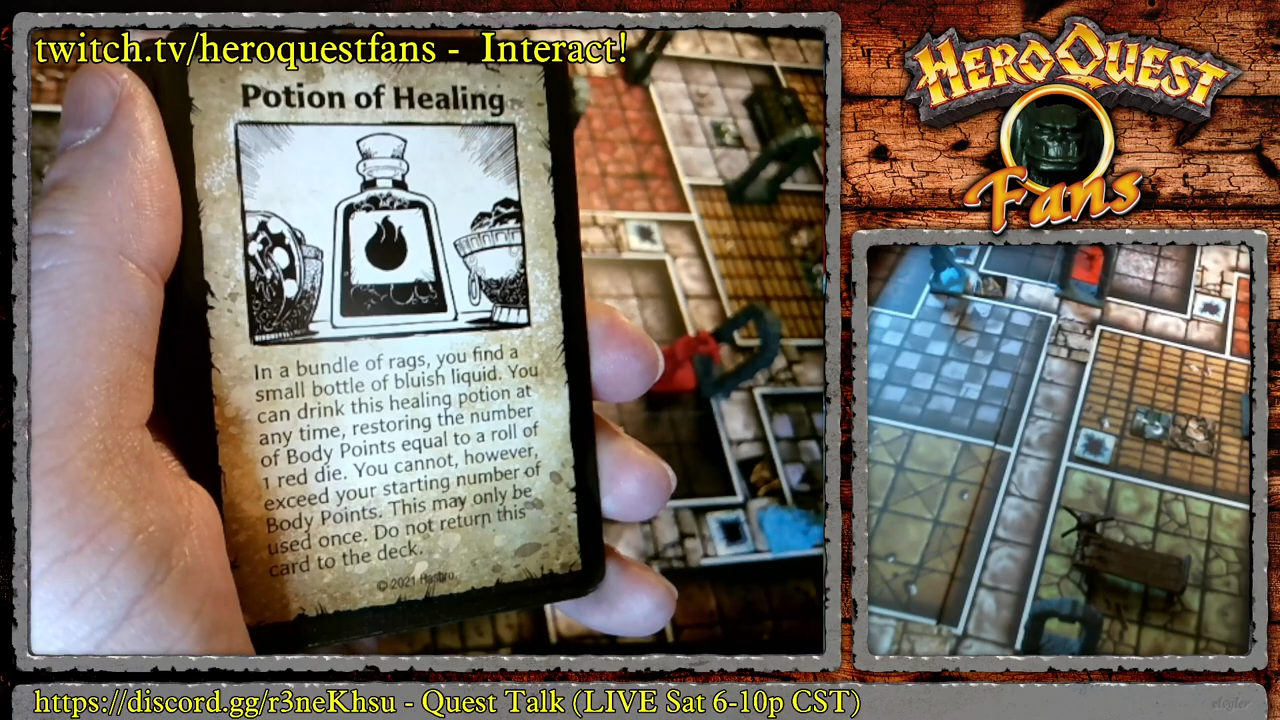 twitch.tv/heroquestfans -  Interact!
HeroQuest
Fans
Potion of Healing
In a bundle of rags, you find a
small bottle of bluish liquid. You
can drink this healing potion at
any time, restoring the number
of Body Points equal to a roll of
1 red die. You cannot, however,
exceed your starting number of
Body Points. This may only be
used once. Do not return this
card to the deck.
© 2021 Hasbro.
https://discord.gg/r3neKhsu - Quest Talk (LIVE Sat 6-10p CST)